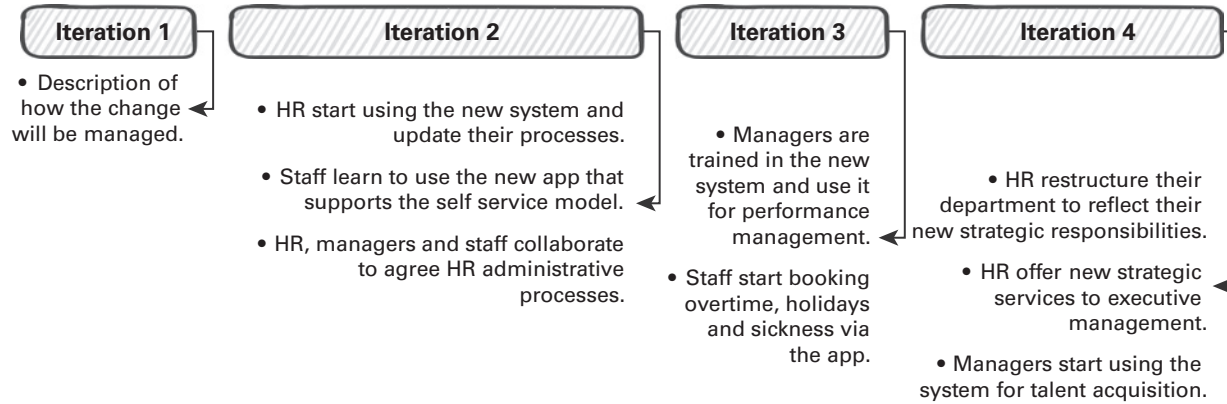 Iteration 1
• Description of
how the change
will be managed.
Iteration 2
• HR start using the new system and
update their processes.
• Staff learn to use the new app that
supports the self service model.
• HR, managers and staff collaborate
to agree HR administrative
processes.
Iteration 3
• Managers are
trained in the new
system and use it
for performance
management.
• Staff start booking
overtime, holidays
and sickness via
the app.
Iteration 4
• HR restructure their
department to reflect their
new strategic responsibilities.
• HR offer new strategic
services to executive
management.
• Managers start using the
system for talent acquisition.